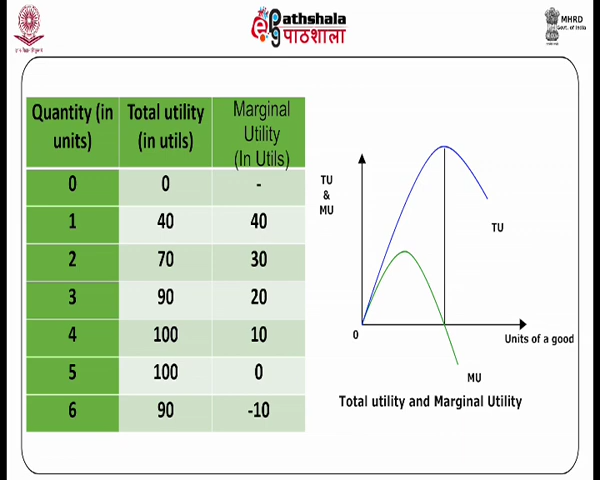 ePathshala
पाठशाला
MHRD
Govt. of India
Quantity (in units) Total utility (in utils) Marginal Utility (In Utils)
0 0 -
1 40 40
2 70 30
3 90 20
4 100 10
5 100 0
6 90 -10
TU
&
MU
TU
0
Units of a good
MU
Total utility and Marginal Utility